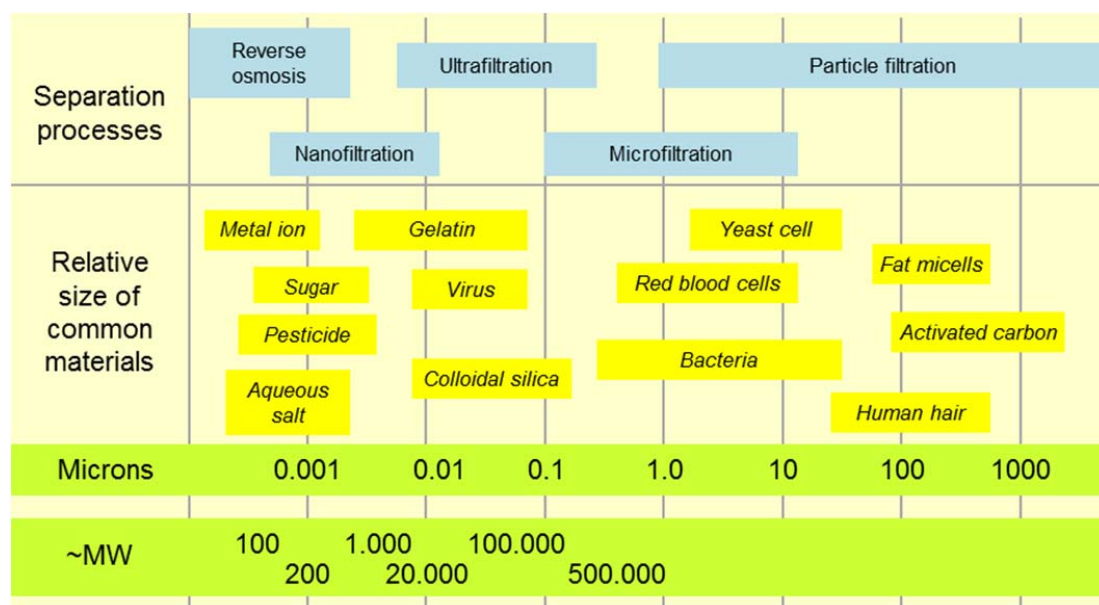 Separation
processes
Reverse
osmosis
Ultrafiltration
Particle filtration
Nanofiltration
Microfiltration
Relative
size of
common
materials
Metal ion
Gelatin
Yeast cell
Fat micells
Sugar
Virus
Red blood cells
Pesticide
Activated carbon
Aqueous
salt
Colloidal silica
Bacteria
Human hair
Microns 0.001 0.01 0.1 1.0 10 100 1000
~MW
100 1.000 100.000
200 20.000 500.000